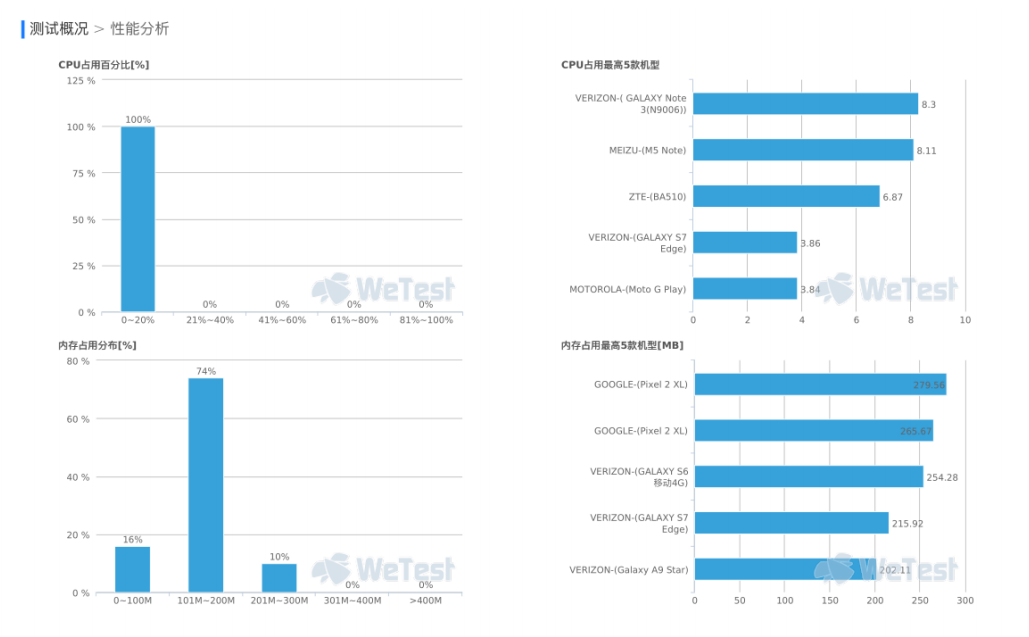 测试概况 > 性能分析
CPU占用百分比[%]
125 %
100 %
75 %
50 %
25 %
0 %
100%
0%
0%
0%
0%
0~20%
21%~40%
41%~60%
61%~80%
81%~100%
WeTest
CPU占用最高5款机型
VERIZON-( GALAXY Note
3(N9006))
8.3
MEIZU-(M5 Note)
8.11
ZTE-(BA510)
6.87
VERIZON-(GALAXY S7
Edge)
3.86
MOTOROLA-(Moto G Play)
3.84
0
2
4
6
8
10
WeTest
内存占用分布[%]
80 %
60 %
40 %
20 %
0 %
16%
74%
10%
0%
0%
0~100M
101M~200M
201M~300M
301M~400M
>400M
WeTest
内存占用最高5款机型[MB]
GOOGLE-(Pixel 2 XL)
279.56
GOOGLE-(Pixel 2 XL)
265.67
VERIZON-(GALAXY S6
移动4G)
254.28
VERIZON-(GALAXY S7
Edge)
215.92
VERIZON-(Galaxy A9 Star)
202.11
0
50
100
150
200
250
300
WeTest